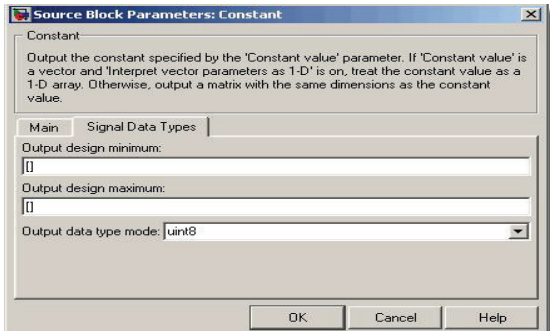 Source Block Parameters: Constant
Constant
Output the constant specified by the 'Constant value' parameter. If 'Constant value' is
a vector and 'Interpret vector parameters as 1-D' is on, treat the constant value as a
1-D array. Otherwise, output a matrix with the same dimensions as the constant
value.
Main Signal Data Types
Output design minimum:
[]
Output design maximum:
[]
Output data type mode: uint8
OK Cancel Help